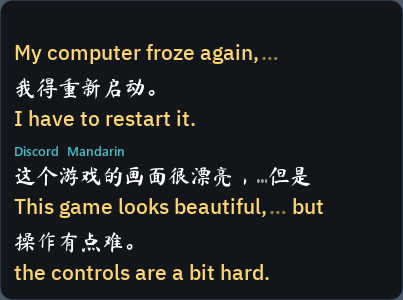 My computer froze again,...
我得重新启动。
I have to restart it.
Discord Mandarin
这个游戏的画面很漂亮，...但是
This game looks beautiful,... but
操作有点难。
the controls are a bit hard.